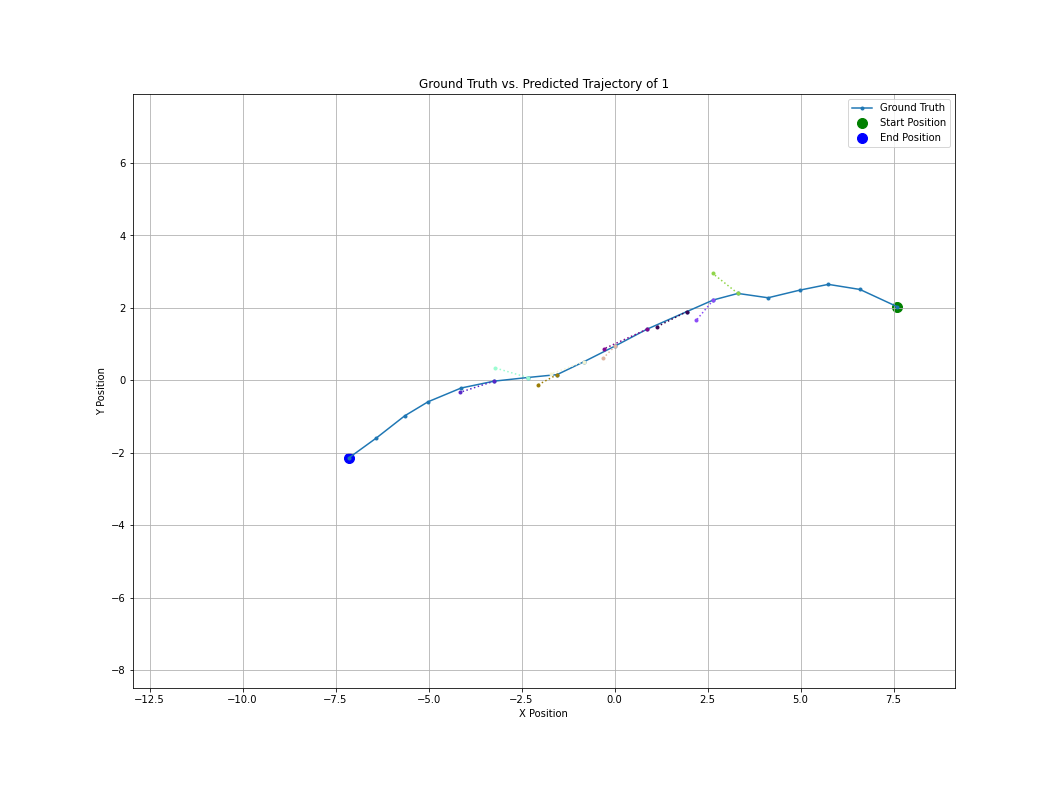 Ground Truth vs. Predicted Trajectory of 1
Ground Truth
Start Position
End Position
6
4
2
0
−2
−4
−6
−8
Y Position
−12.5 −10.0 −7.5 −5.0 −2.5 0.0 2.5 5.0 7.5
X Position